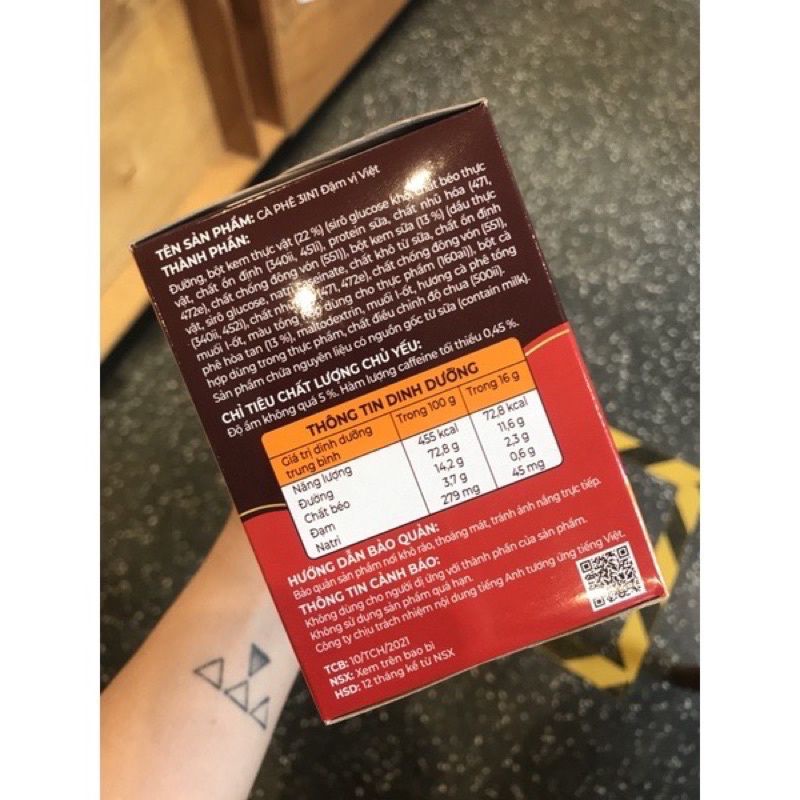 TÊN SẢN PHẨM: CÀ PHÊ 3IN1 Đậm vị Việt
THÀNH PHẦN:
Đường, bột kem thực vật (22 %) (sirô glucose khô, chất béo thực
vật, chất ổn định (340ii, 451i), protein sữa, chất nhũ hóa (471,
472e), chất chống đông vón (551)), bột kem sữa (13 %) (dầu thực
vật, sirô glucose, natri caseinate, chất khô từ sữa, chất ổn định
(340ii, 452i), chất nhũ (471, 472e), chất chống đông vón (551),
muối I-ốt, màu tổng dùng cho thực phẩm (160ai)), bột cà
phê hòa tan (13 %), maltodextrin, muối I-ốt, hương cà phê tổng
hợp dùng trong thực phẩm, chất điều chỉnh độ chua (500ii).
Sản phẩm chứa nguyên liệu có nguồn gốc từ sữa (contain milk).
CHỈ TIÊU CHẤT LƯỢNG CHỦ YẾU:
Độ ẩm không quá 5 %. Hàm lượng caffeine tối thiểu 0,45 %.
THÔNG TIN DINH DƯỠNG
Giá trị dinh dưỡng trung bình Trong 100 g Trong 16 g
Năng lượng 455 kcal 72,8 kcal
Đường 72,8 g 11,6 g
Chất béo 14,2 g 2,3 g
Đạm 3,7 g 0,6 g
Natri 279 mg 45 mg
HƯỚNG DẪN BẢO QUẢN:
Bảo quản sản phẩm nơi khô ráo, thoáng mát, tránh ánh nắng trực tiếp.
THÔNG TIN CẢNH BÁO:
Không dùng cho người dị ứng với thành phần của sản phẩm.
Không sử dụng sản phẩm quá hạn.
Công ty chịu trách nhiệm nội dung tiếng Anh tương ứng tiếng Việt.
TCB: 10/TCH/2021
NSX: Xem trên bao bì
HSD: 12 tháng kể từ NSX